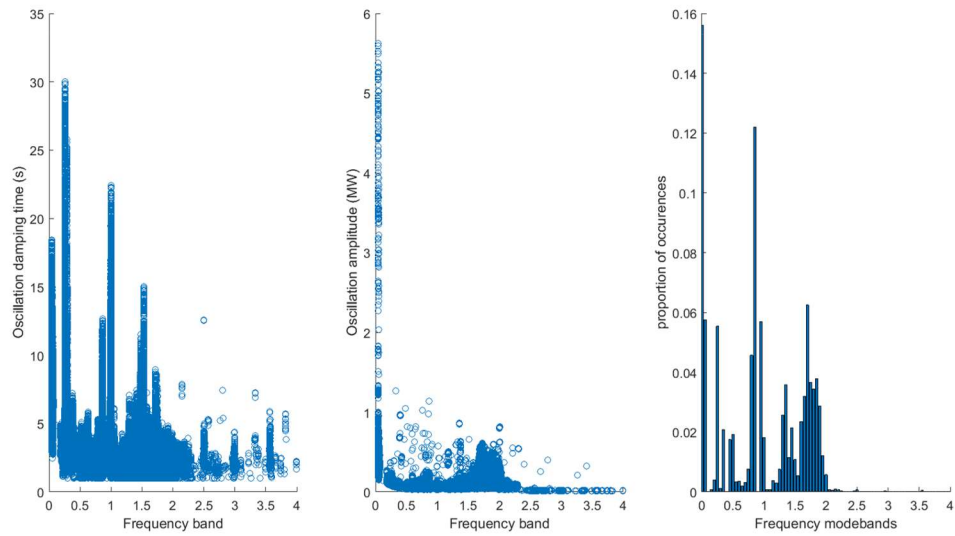 35
30
25
20
15
10
5
0
Oscillation damping time (s)
0 0.5 1 1.5 2 2.5 3 3.5 4
Frequency band
6
5
4
3
2
1
0
Oscillation amplitude (MW)
0 0.5 1 1.5 2 2.5 3 3.5 4
Frequency band
0.16
0.14
0.12
0.1
0.08
0.06
0.04
0.02
0
proportion of occurences
0 0.5 1 1.5 2 2.5 3 3.5 4
Frequency modebands